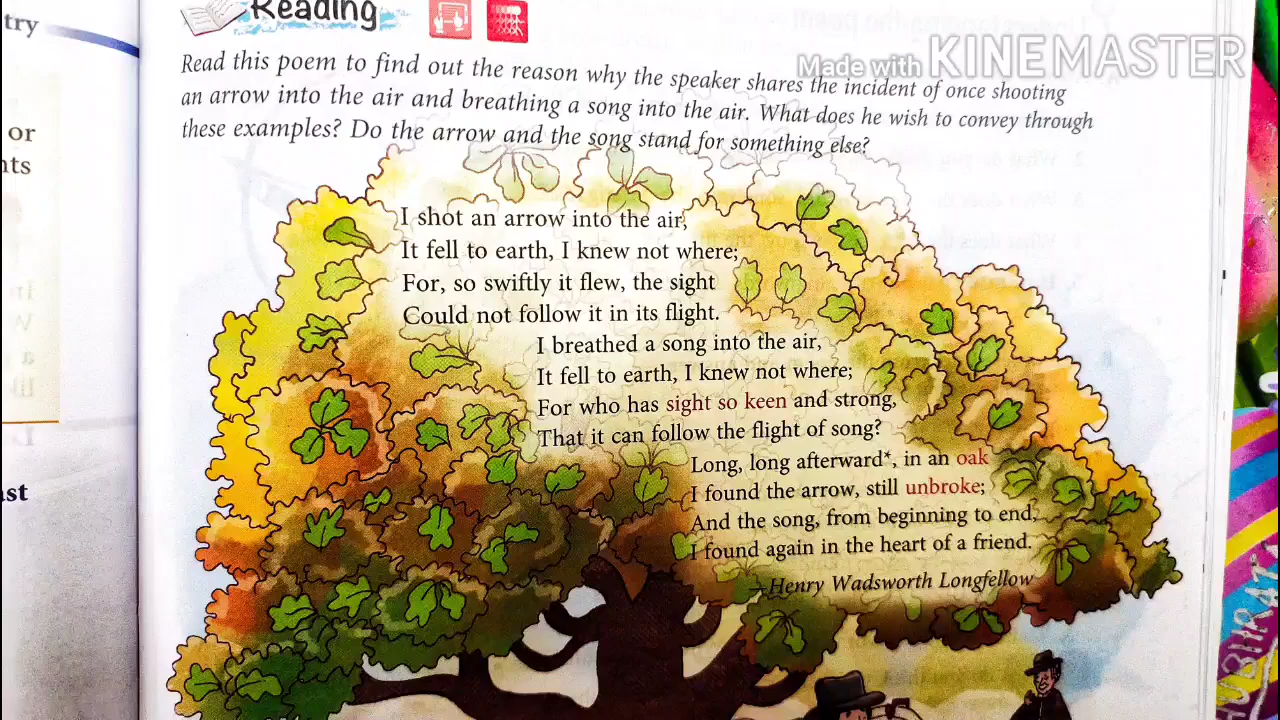 try
or
nts
ast
Reading
Made with KINEMASTER
Read this poem to find out the reason why the speaker shares the incident of once shooting
an arrow into the air and breathing a song into the air. What does he wish to convey through
these examples? Do the arrow and the song stand for something else?
I shot an arrow into the air,
It fell to earth, I knew not where;
For, so swiftly it flew, the sight
Could not follow it in its flight.
I breathed a song into the air,
It fell to earth, I knew not where;
For who has sight so keen and strong,
That it can follow the flight of song?
Long, long afterward*, in an oak
I found the arrow, still unbroke;
And the song, from beginning to end,
I found again in the heart of a friend.
—Henry Wadsworth Longfellow